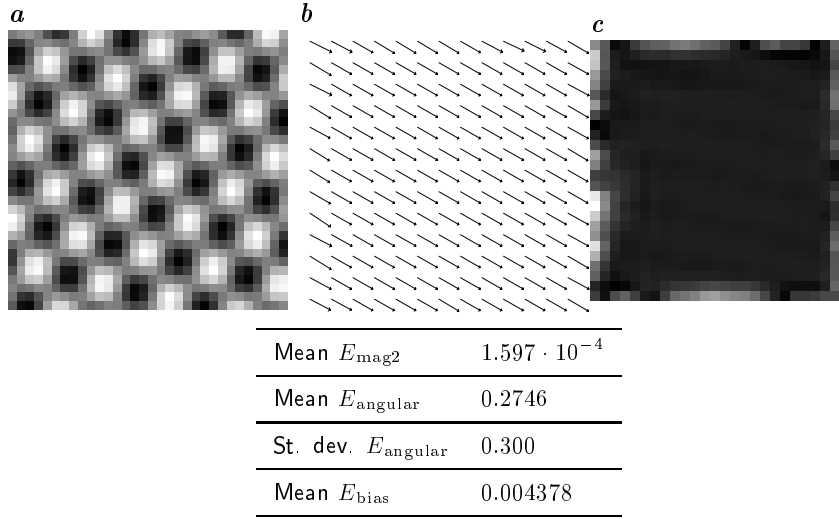 a b c
Mean E_mag2 1.597 · 10^−4
Mean E_angular 0.2746
St. dev. E_angular 0.300
Mean E_bias 0.004378